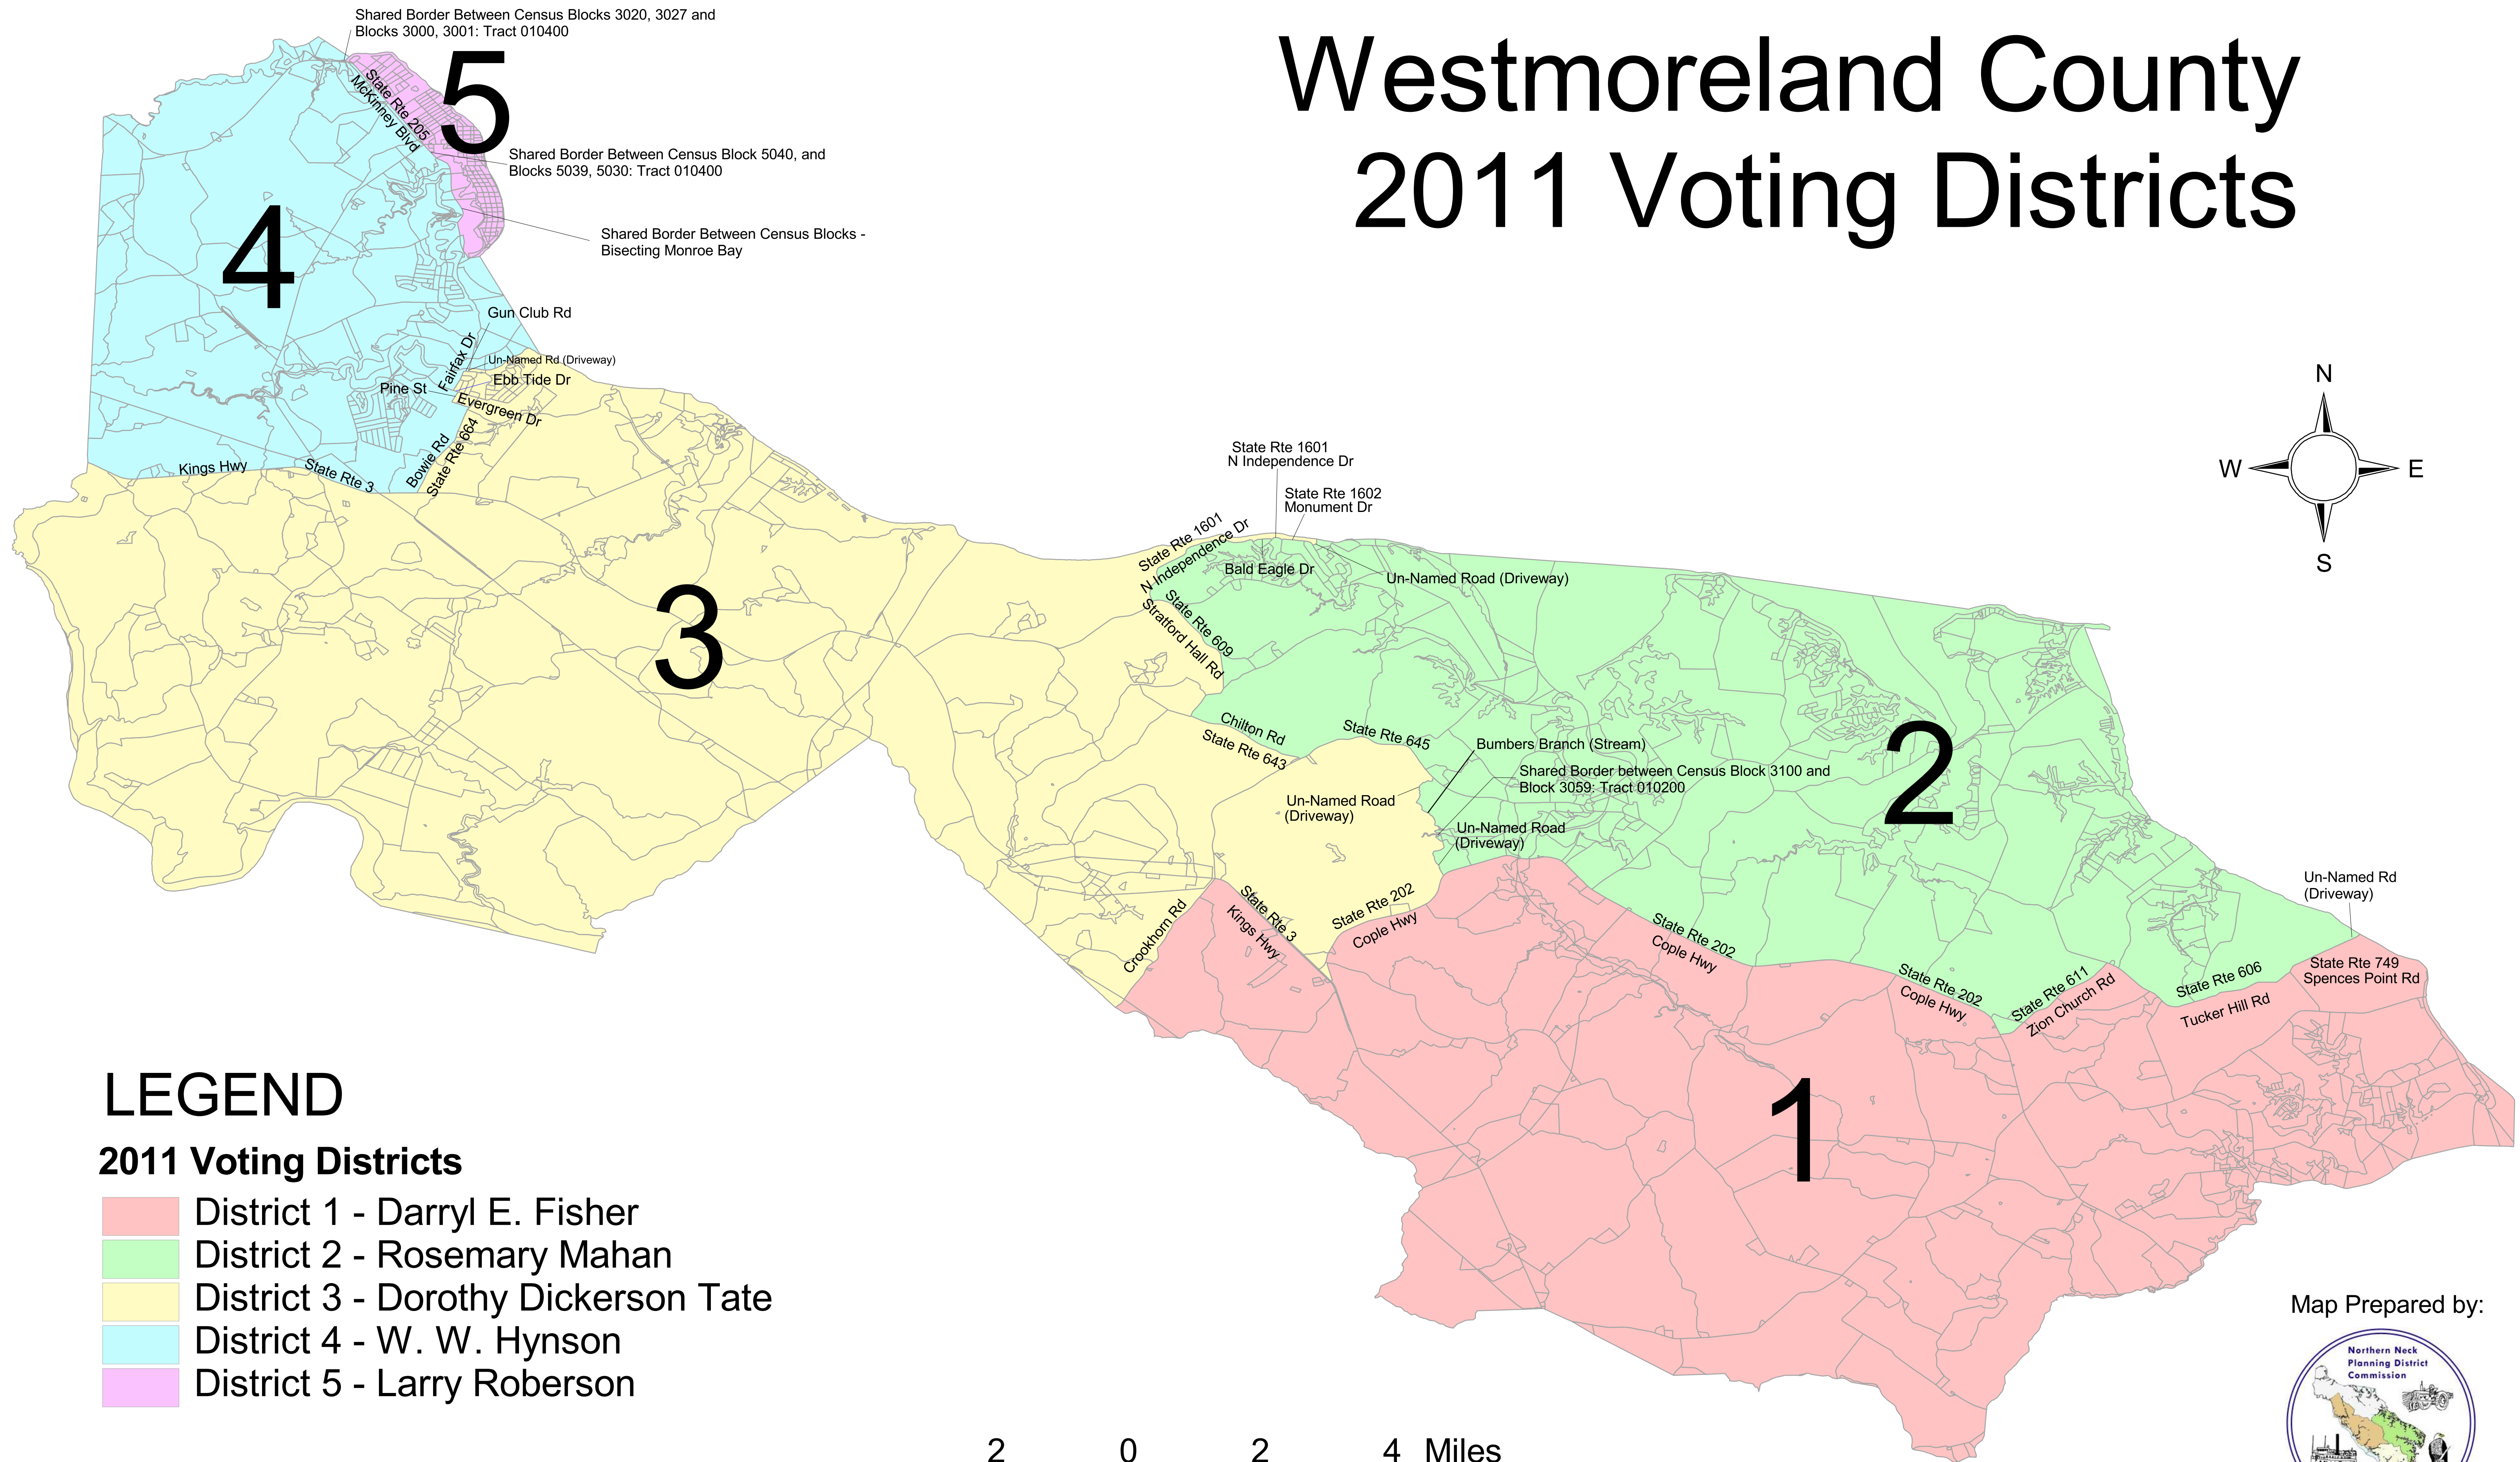 Westmoreland County
2011 Voting Districts
Shared Border Between Census Blocks 3020, 3027 and
Blocks 3000, 3001: Tract 010400
5
State Rte 205
McKinney Blvd
Shared Border Between Census Block 5040, and
Blocks 5039, 5030: Tract 010400
4
Shared Border Between Census Blocks -
Bisecting Monroe Bay
Gun Club Rd
Fairfax Dr
Un-Named Rd (Driveway)
Ebb Tide Dr
Pine St
Evergreen Dr
Bowie Rd
State Rte 664
Kings Hwy
State Rte 3
N
W
E
S
State Rte 1601
N Independence Dr
State Rte 1602
Monument Dr
State Rte 1601
N Independence Dr
Bald Eagle Dr
Un-Named Road (Driveway)
State Rte 609
Stratford Hall Rd
3
Chilton Rd
State Rte 643
State Rte 645
Bumbers Branch (Stream)
Shared Border between Census Block 3100 and
Block 3059: Tract 010200
2
Un-Named Road
(Driveway)
Un-Named Road
(Driveway)
Un-Named Rd
(Driveway)
Crookhorn Rd
State Rte 3
Kings Hwy
State Rte 202
Cople Hwy
State Rte 202
Cople Hwy
State Rte 202
Cople Hwy
State Rte 611
Zion Church Rd
State Rte 606
Tucker Hill Rd
State Rte 749
Spences Point Rd
1
LEGEND
2011 Voting Districts
District 1 - Darryl E. Fisher
District 2 - Rosemary Mahan
District 3 - Dorothy Dickerson Tate
District 4 - W. W. Hynson
District 5 - Larry Roberson
2 0 2 4 Miles
Map Prepared by:
Northern Neck
Planning District
Commission